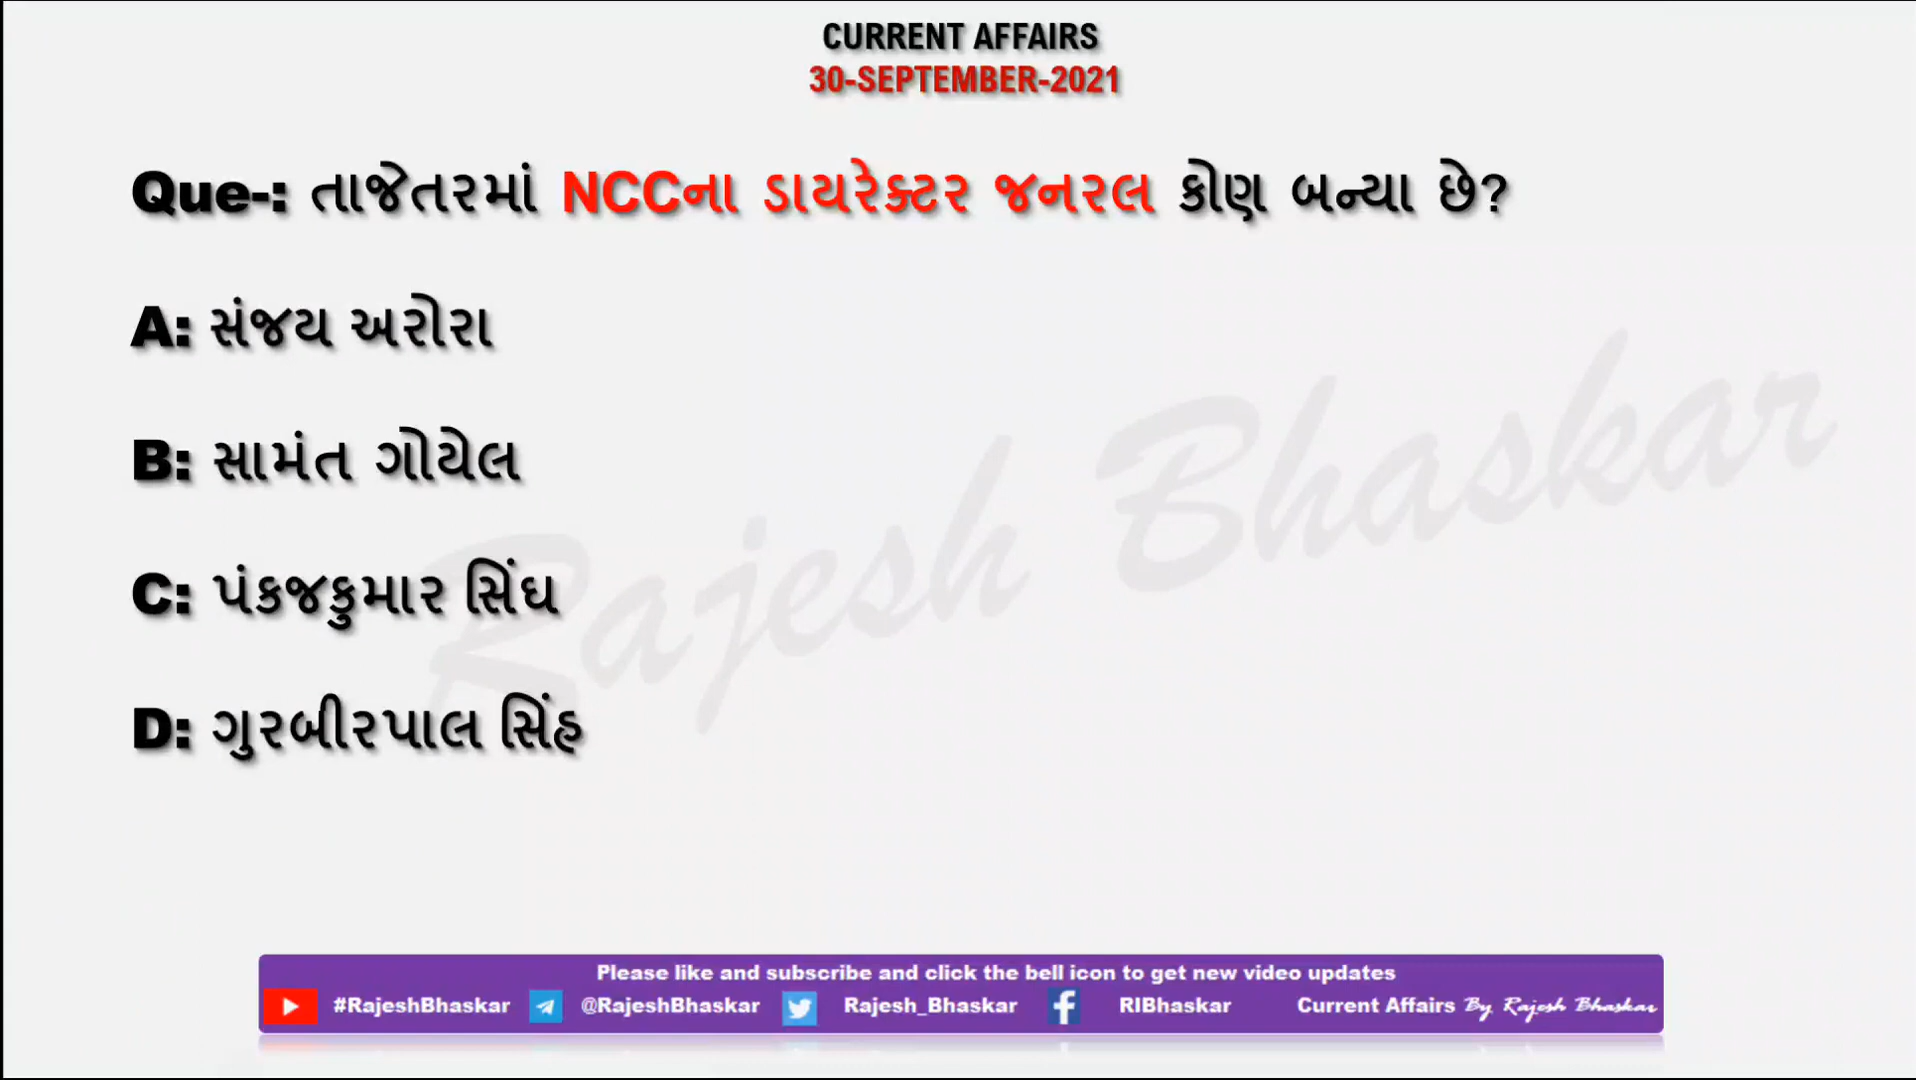 CURRENT AFFAIRS
30-SEPTEMBER-2021
Que-: તાજેતરમાં NCCના ડાયરેક્ટર જનરલ કોણ બન્યા છે?
A: સંજય અરોરા
B: સામંત ગોયેલ
C: પંકજકુમાર સિંઘ
D: ગુરબીરપાલ સિંહ
Rajesh Bhaskar
Please like and subscribe and click the bell icon to get new video updates
#RajeshBhaskar @RajeshBhaskar Rajesh_Bhaskar RIBhaskar Current Affairs By Rajesh Bhaskar